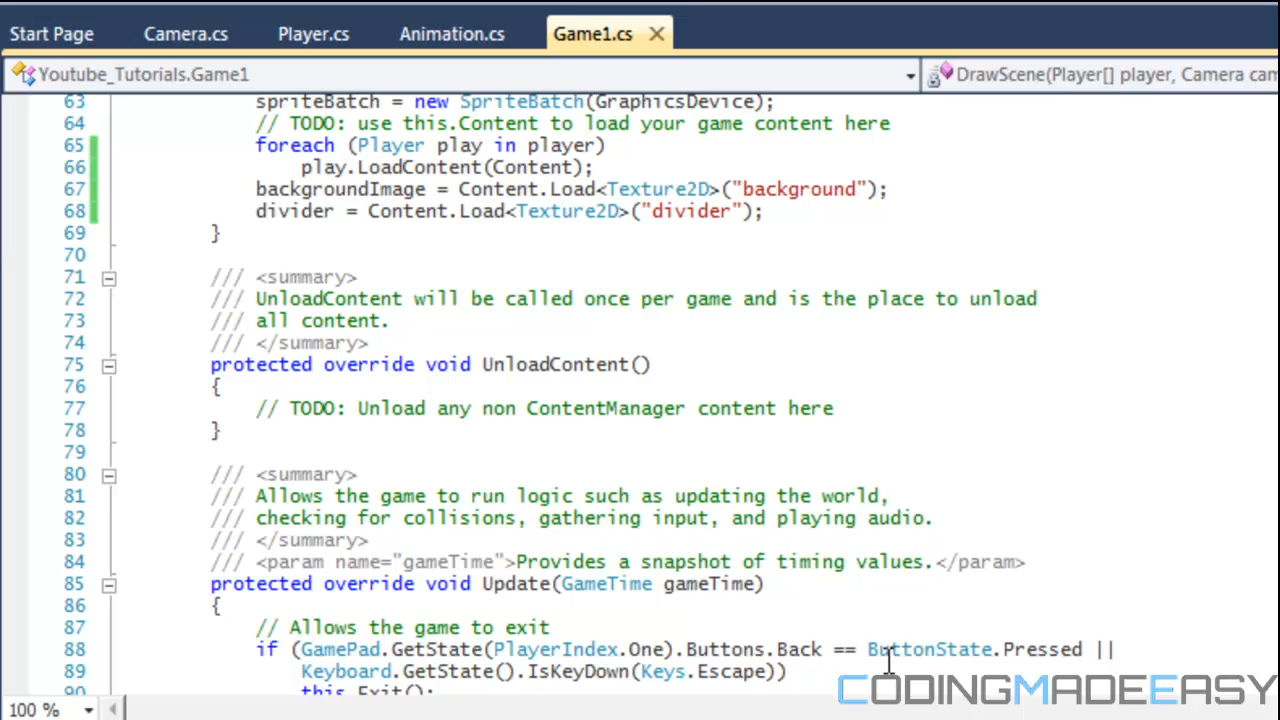 Start Page Camera.cs Player.cs Animation.cs Game1.cs
Youtube_Tutorials.Game1 DrawScene(Player[] player, Camera cam
63 spriteBatch = new SpriteBatch(GraphicsDevice);
64 // TODO: use this.Content to load your game content here
65 foreach (Player play in player)
66 play.LoadContent(Content);
67 backgroundImage = Content.Load<Texture2D>("background");
68 divider = Content.Load<Texture2D>("divider");
69 }
70
71 /// <summary>
72 /// UnloadContent will be called once per game and is the place to unload
73 /// all content.
74 /// </summary>
75 protected override void UnloadContent()
76 {
77 // TODO: Unload any non ContentManager content here
78 }
79
80 /// <summary>
81 /// Allows the game to run logic such as updating the world,
82 /// checking for collisions, gathering input, and playing audio.
83 /// </summary>
84 /// <param name="gameTime">Provides a snapshot of timing values.</param>
85 protected override void Update(GameTime gameTime)
86 {
87 // Allows the game to exit
88 if (GamePad.GetState(PlayerIndex.One).Buttons.Back == ButtonState.Pressed ||
89 Keyboard.GetState().IsKeyDown(Keys.Escape))
90 this.Exit();
CODINGMADEEASY
100 %